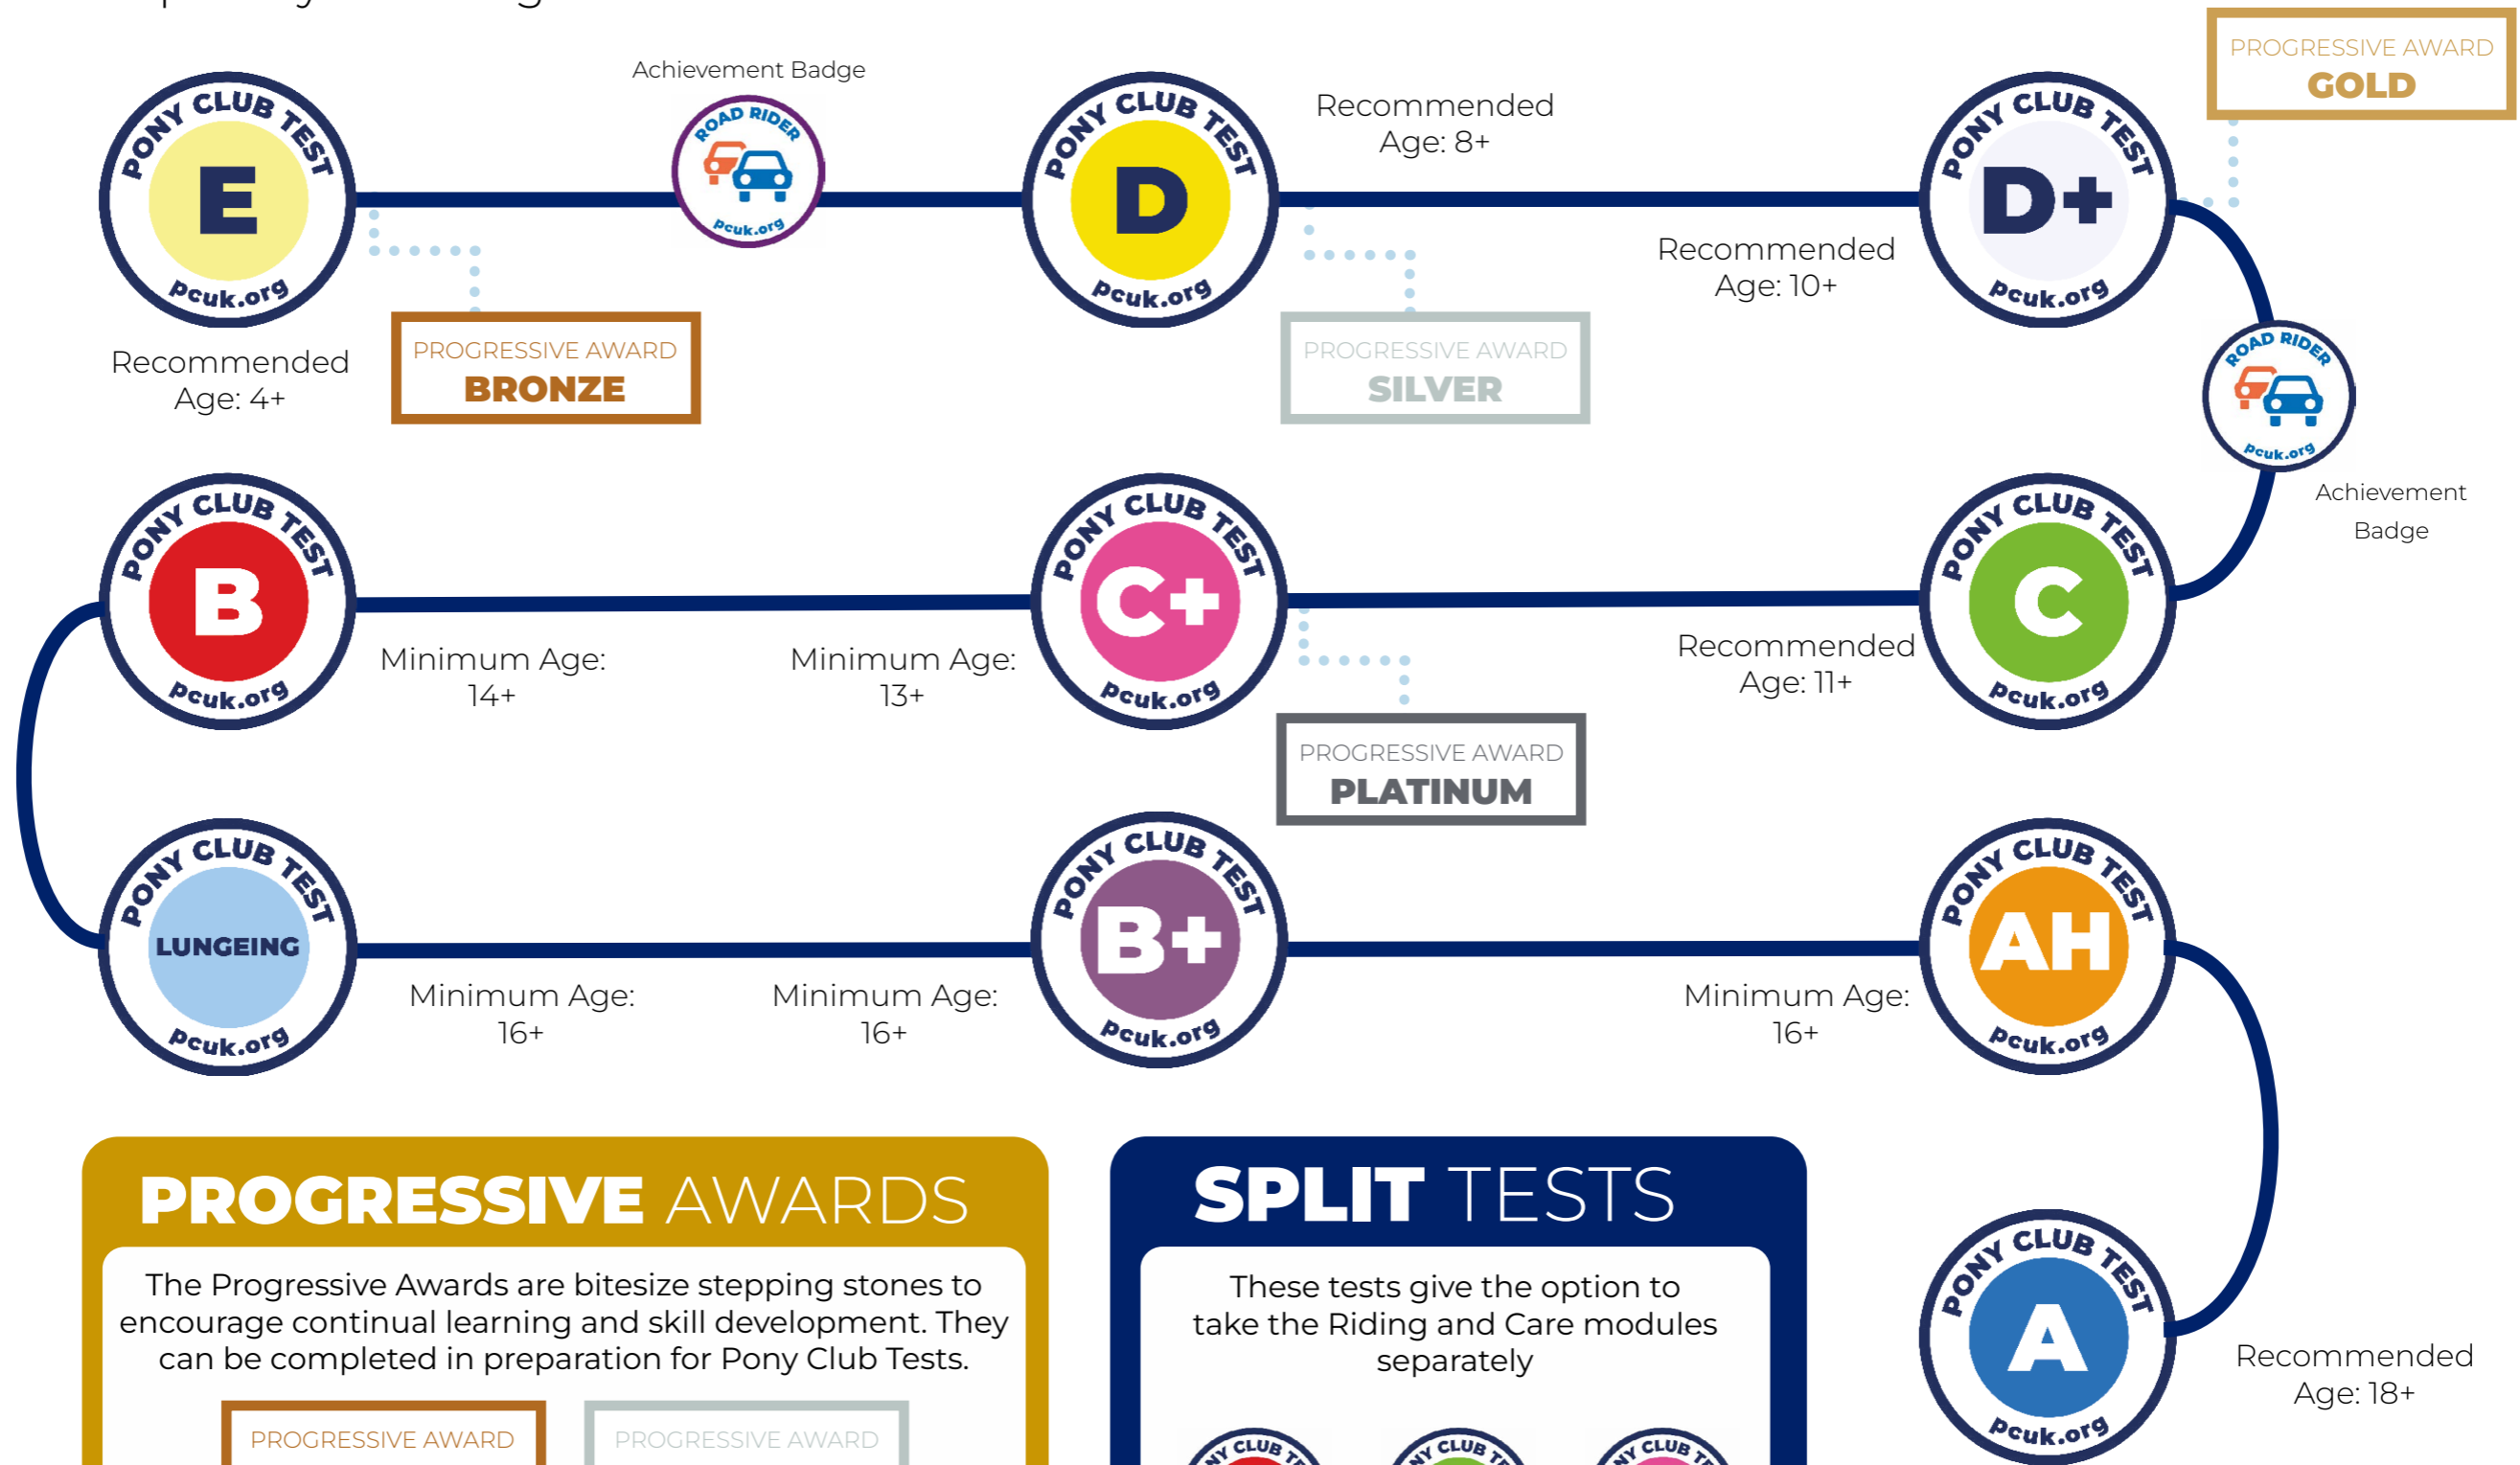 PROGRESSIVE AWARD
GOLD
Achievement Badge
PONY CLUB TEST
E
pcuk.org
ROAD RIDER
pcuk.org
PONY CLUB TEST
D
pcuk.org
Recommended
Age: 8+
PONY CLUB TEST
D+
pcuk.org
Recommended
Age: 10+
Recommended
Age: 4+
PROGRESSIVE AWARD
BRONZE
PROGRESSIVE AWARD
SILVER
ROAD RIDER
pcuk.org
Achievement
Badge
PONY CLUB TEST
B
pcuk.org
Minimum Age:
14+
Minimum Age:
13+
PONY CLUB TEST
C+
pcuk.org
Recommended
Age: 11+
PONY CLUB TEST
C
pcuk.org
PROGRESSIVE AWARD
PLATINUM
PONY CLUB TEST
LUNGEING
pcuk.org
Minimum Age:
16+
Minimum Age:
16+
PONY CLUB TEST
B+
pcuk.org
Minimum Age:
16+
PONY CLUB TEST
AH
pcuk.org
PROGRESSIVE AWARDS
The Progressive Awards are bitesize stepping stones to
encourage continual learning and skill development. They
can be completed in preparation for Pony Club Tests.
PROGRESSIVE AWARD
PROGRESSIVE AWARD
SPLIT TESTS
These tests give the option to
take the Riding and Care modules
separately
CLUB
CLUB
CLUB
PONY CLUB TEST
A
pcuk.org
Recommended
Age: 18+